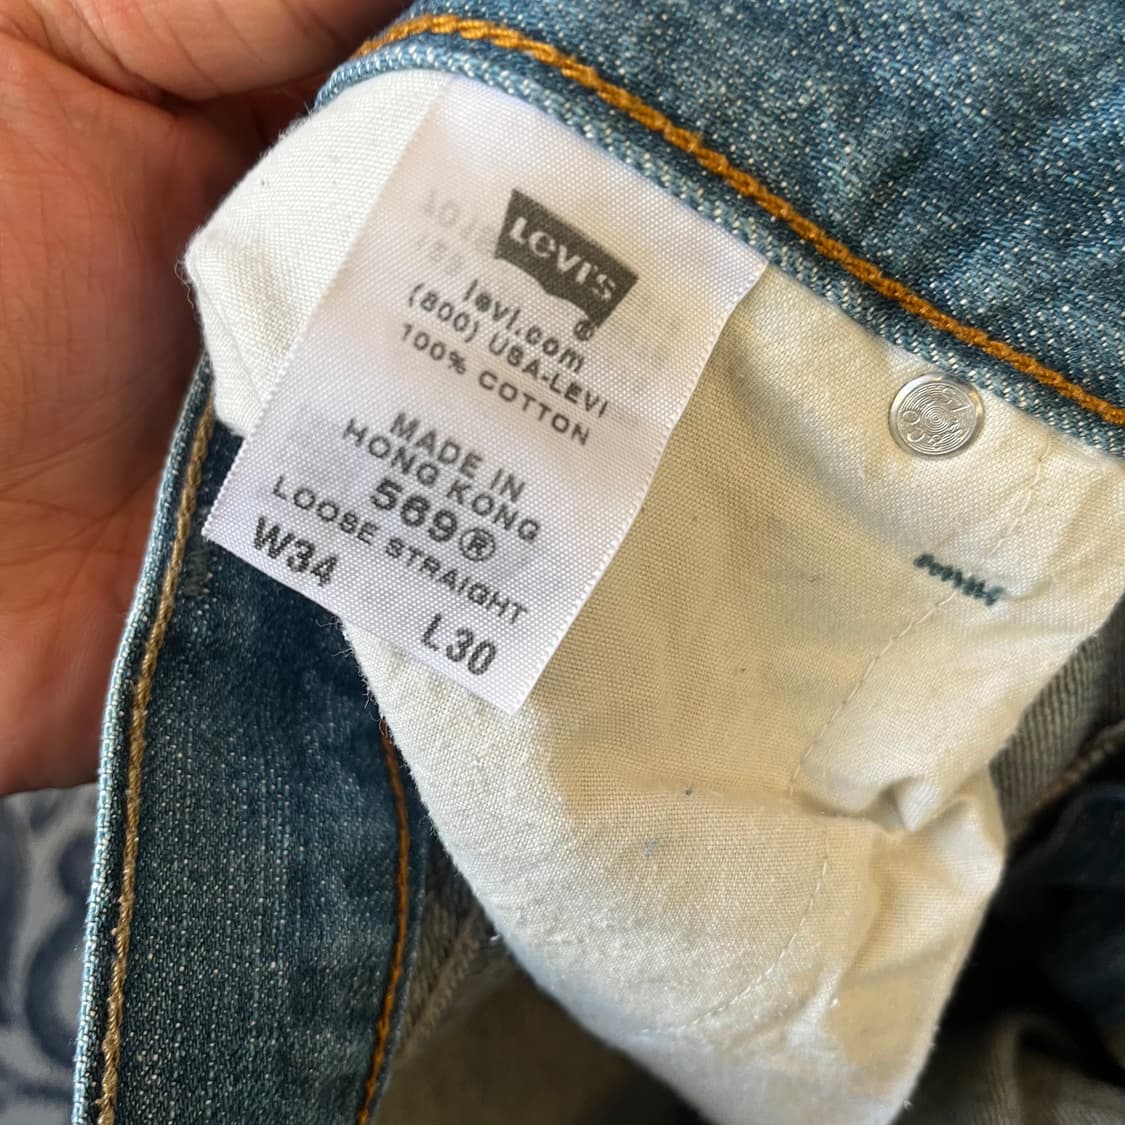 Levi's®
levi.com
(800) USA-LEVI
100% COTTON
MADE IN
HONG KONG
569®
LOOSE STRAIGHT
W34 L30